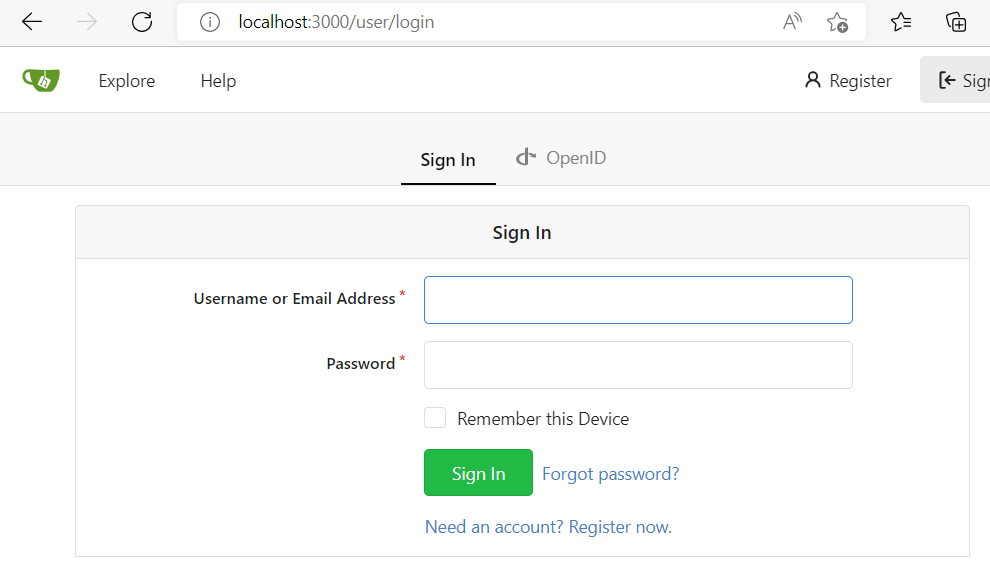 localhost:3000/user/login
Explore Help Register
Sign In OpenID
Sign In
Username or Email Address *
Password *
Remember this Device
Sign In Forgot password?
Need an account? Register now.